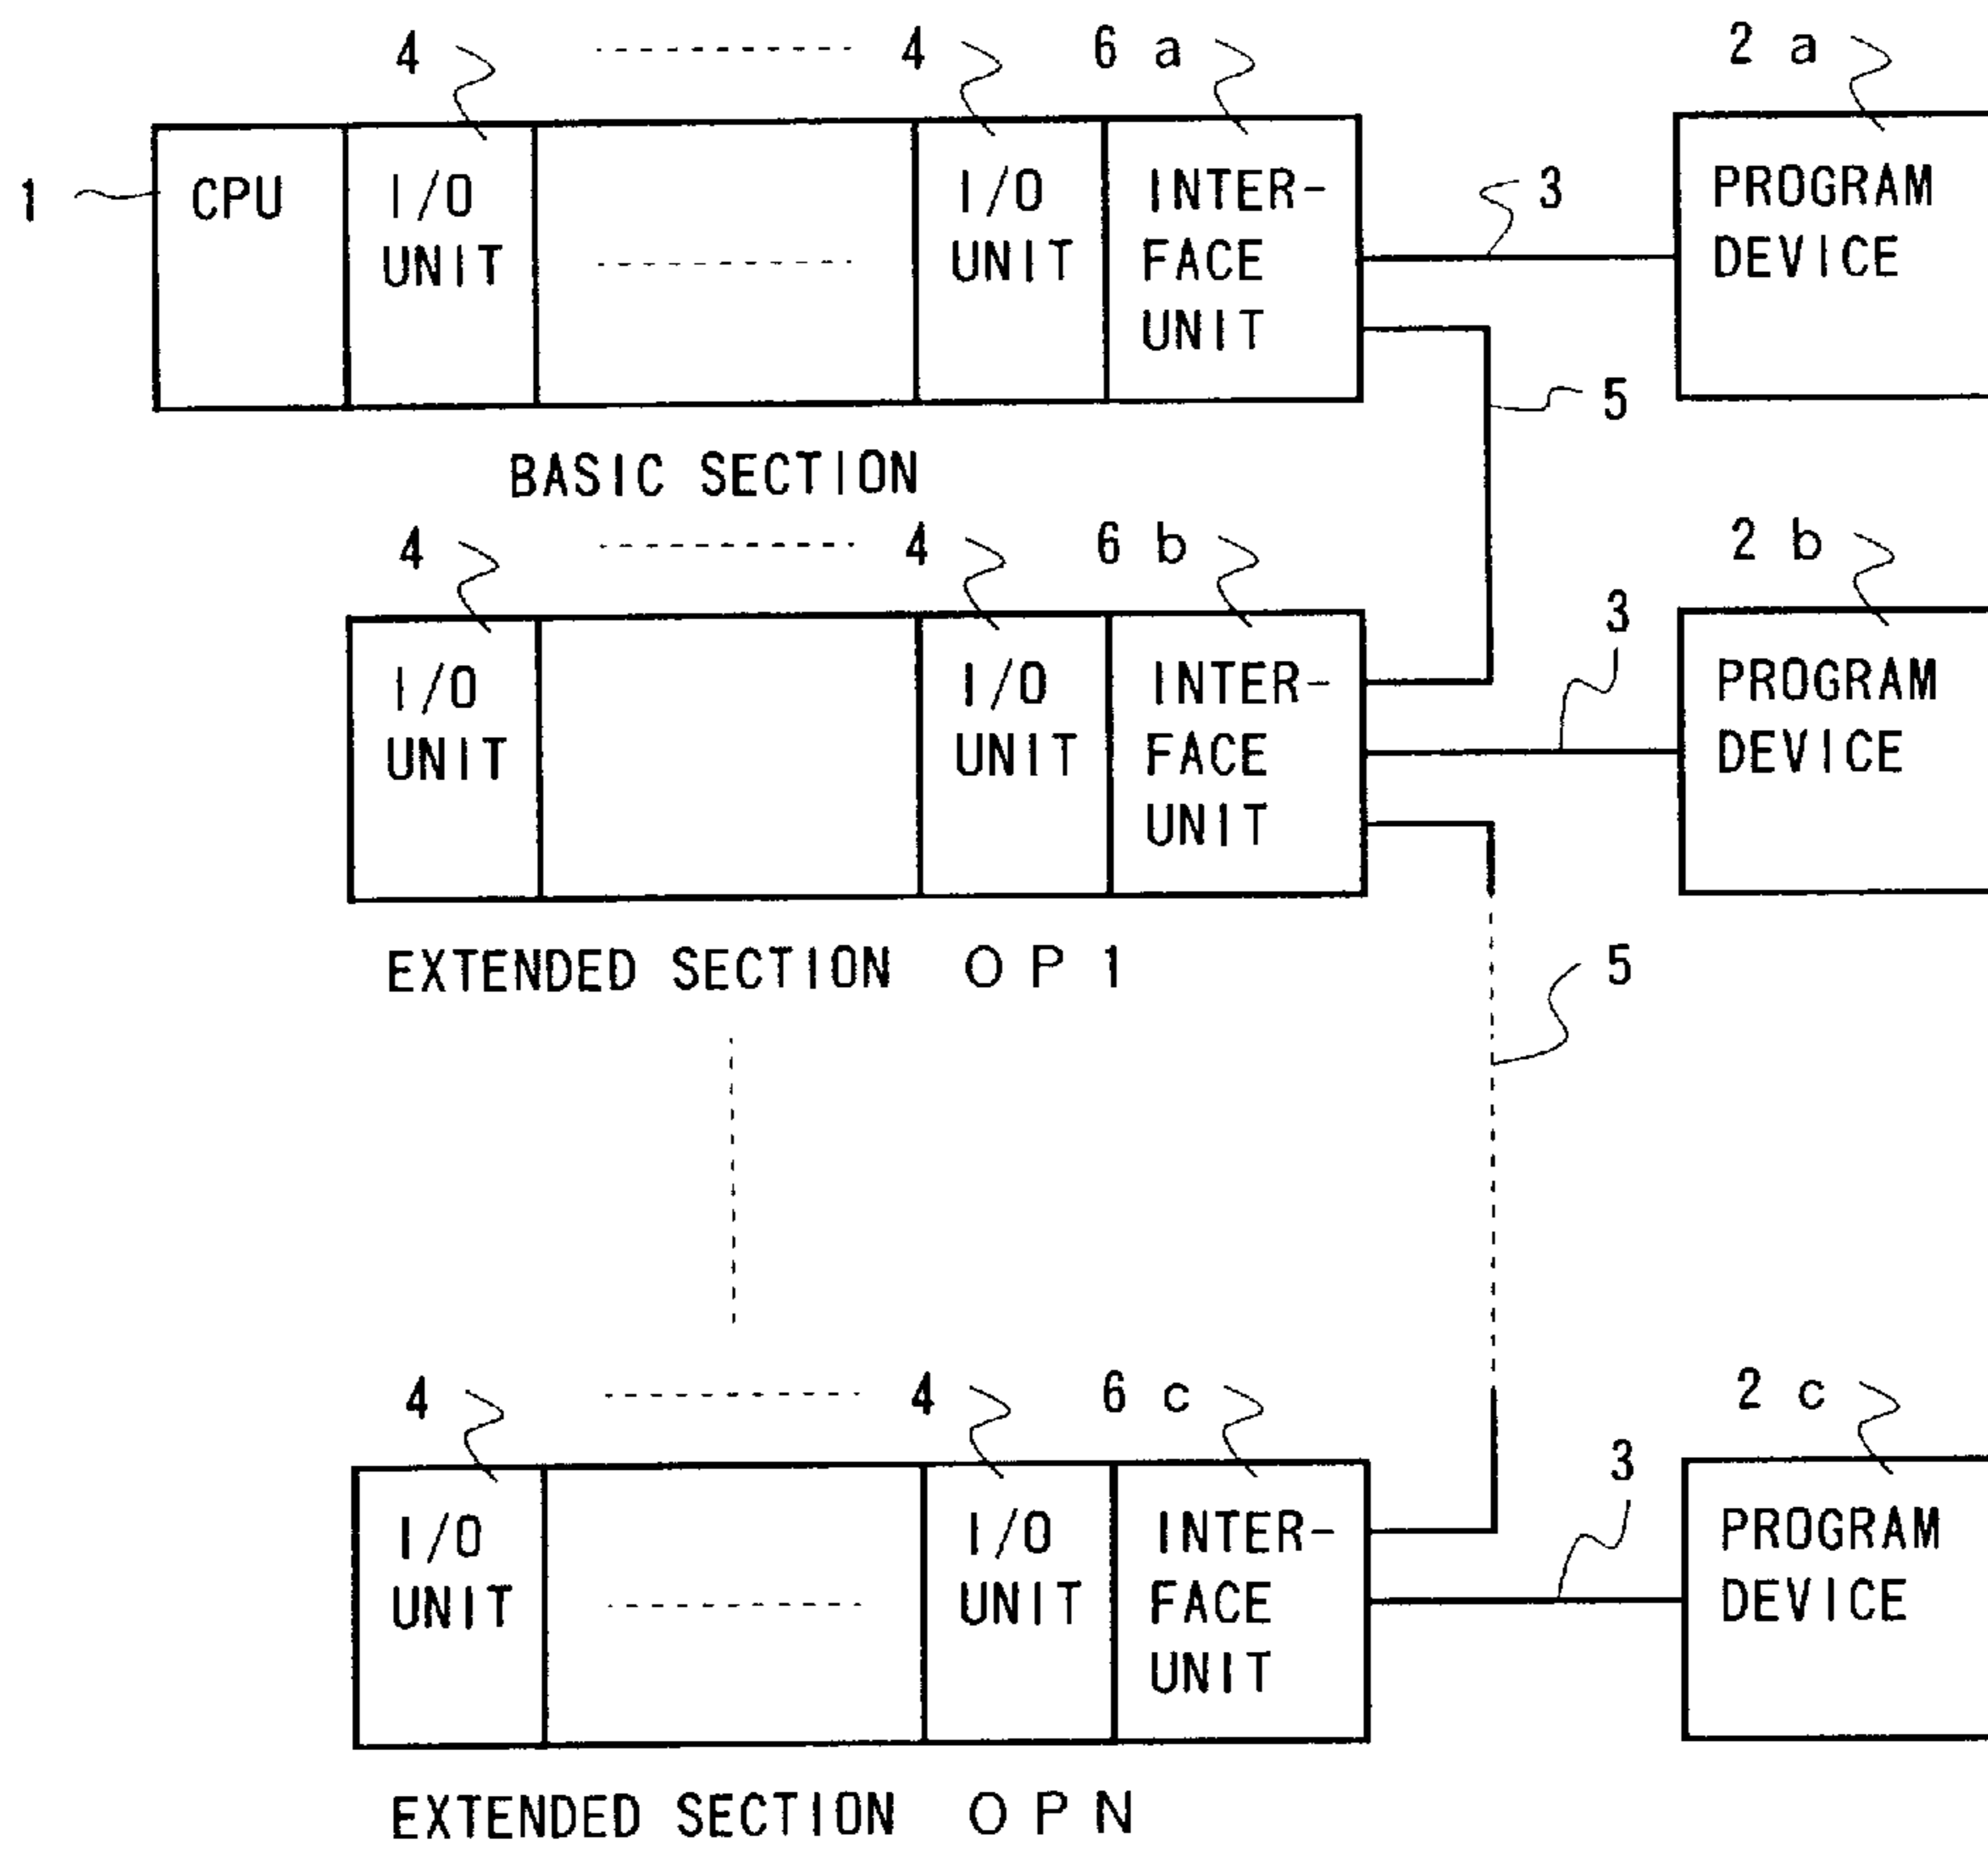 4 4 6 a 2 a
1 CPU I/O UNIT I/O UNIT INTER-FACE UNIT 3 PROGRAM DEVICE
5
BASIC SECTION
4 4 6 b 2 b
3
I/O UNIT I/O UNIT INTER-FACE UNIT PROGRAM DEVICE
EXTENDED SECTION O P 1 5
4 4 6 c 2 c
3
I/O UNIT I/O UNIT INTER-FACE UNIT PROGRAM DEVICE
EXTENDED SECTION O P N